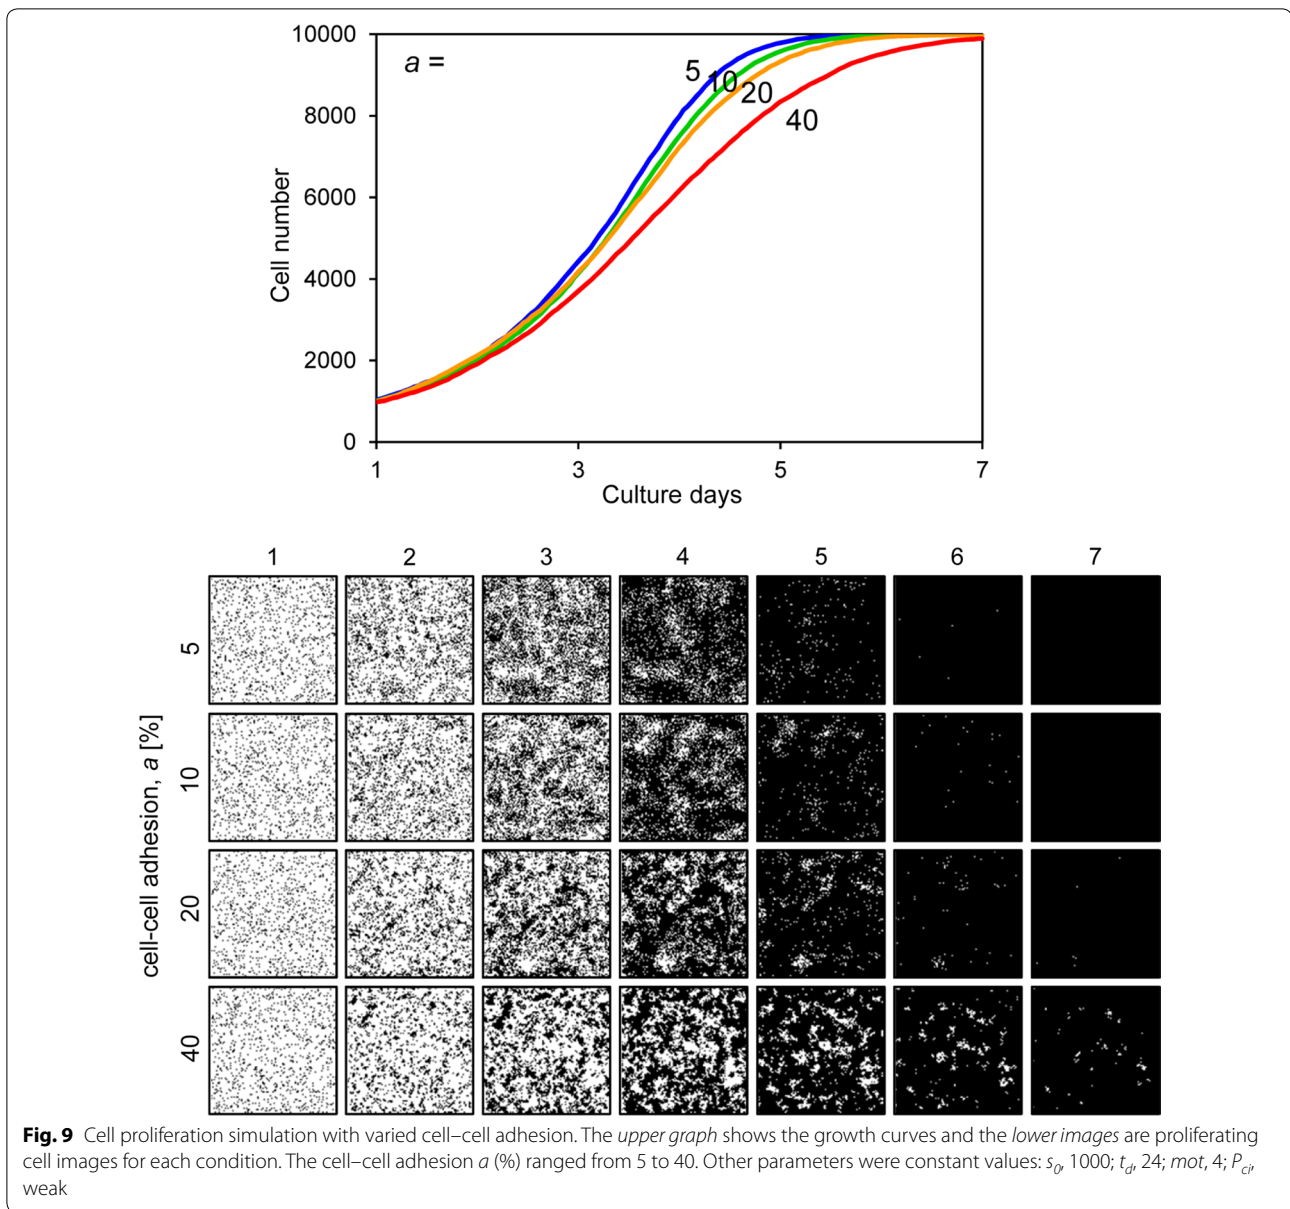 10000
8000
6000
4000
2000
0
Cell number
a =
5
10
20
40
1 3 5 7
Culture days
1 2 3 4 5 6 7
cell-cell adhesion, a [%]
5
10
20
40
Fig. 9 Cell proliferation simulation with varied cell–cell adhesion. The upper graph shows the growth curves and the lower images are proliferating
cell images for each condition. The cell–cell adhesion a (%) ranged from 5 to 40. Other parameters were constant values: s0, 1000; td, 24; mot, 4; Pci,
weak